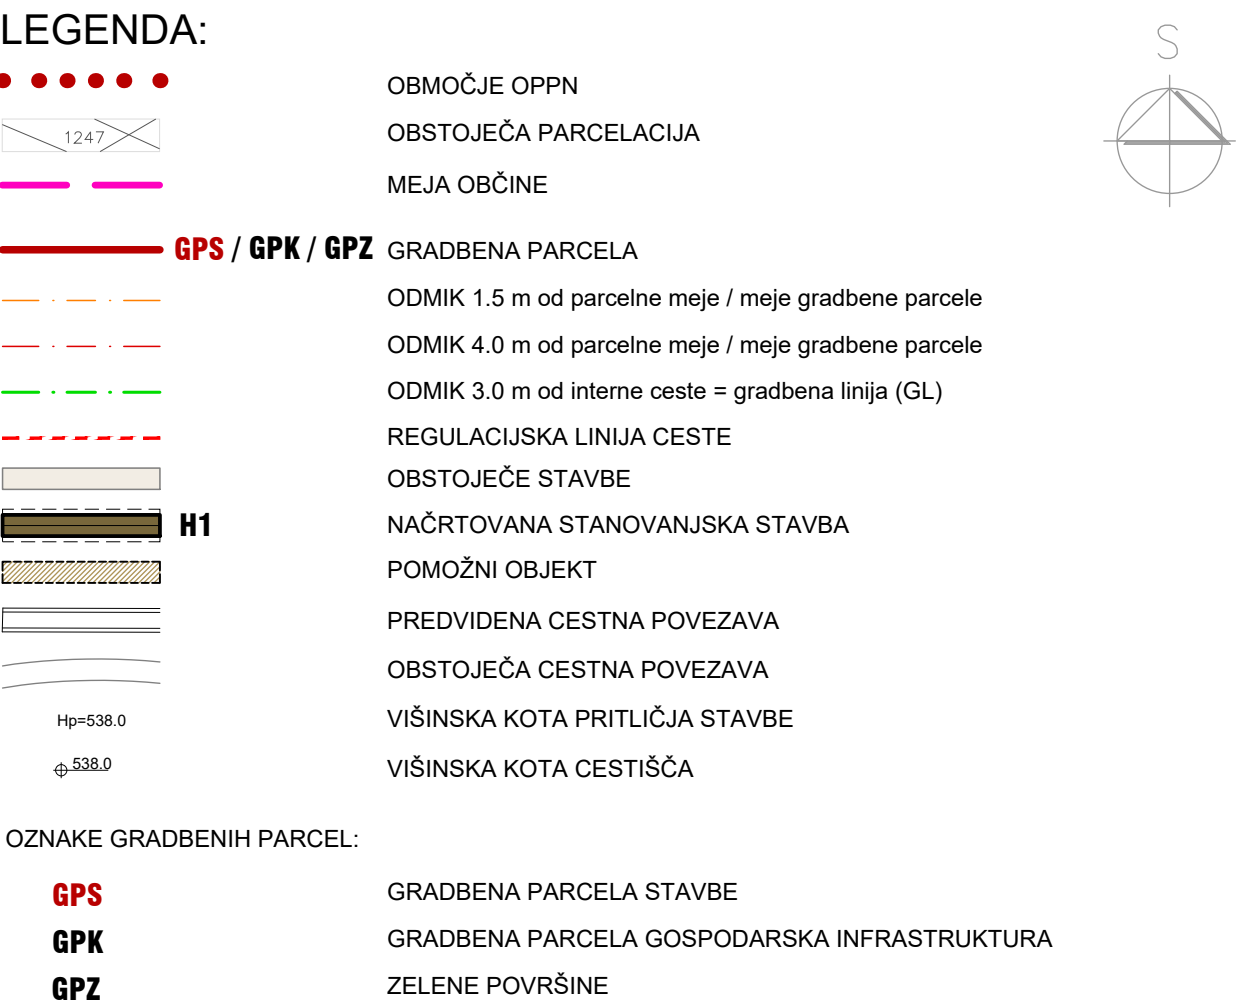 LEGENDA:
S
OBMOČJE OPPN
1247 OBSTOJEČA PARCELACIJA
MEJA OBČINE
GPS / GPK / GPZ GRADBENA PARCELA
ODMIK 1.5 m od parcelne meje / meje gradbene parcele
ODMIK 4.0 m od parcelne meje / meje gradbene parcele
ODMIK 3.0 m od interne ceste = gradbena linija (GL)
REGULACIJSKA LINIJA CESTE
OBSTOJEČE STAVBE
H1 NAČRTOVANA STANOVANJSKA STAVBA
POMOŽNI OBJEKT
PREDVIDENA CESTNA POVEZAVA
OBSTOJEČA CESTNA POVEZAVA
Hp=538.0 VIŠINSKA KOTA PRITLIČJA STAVBE
538.0 VIŠINSKA KOTA CESTIŠČA
OZNAKE GRADBENIH PARCEL:
GPS GRADBENA PARCELA STAVBE
GPK GRADBENA PARCELA GOSPODARSKA INFRASTRUKTURA
GPZ ZELENE POVRŠINE